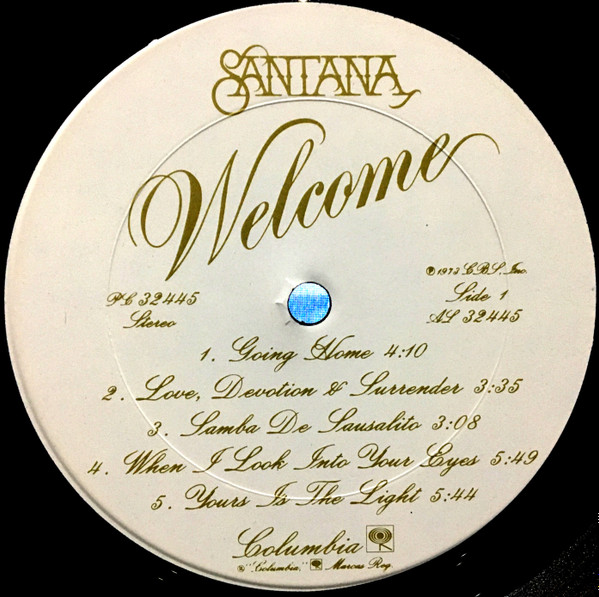 SANTANA
Welcome
℗ 1973 CBS, Inc.
PC 32445
Side 1
Stereo
AL 32445
1. Going Home 4:10
2. Love, Devotion & Surrender 3:35
3. Samba De Sausalito 3:08
4. When I Look Into Your Eyes 5:49
5. Yours Is The Light 5:44
Columbia
® "Columbia," Marcas Reg.